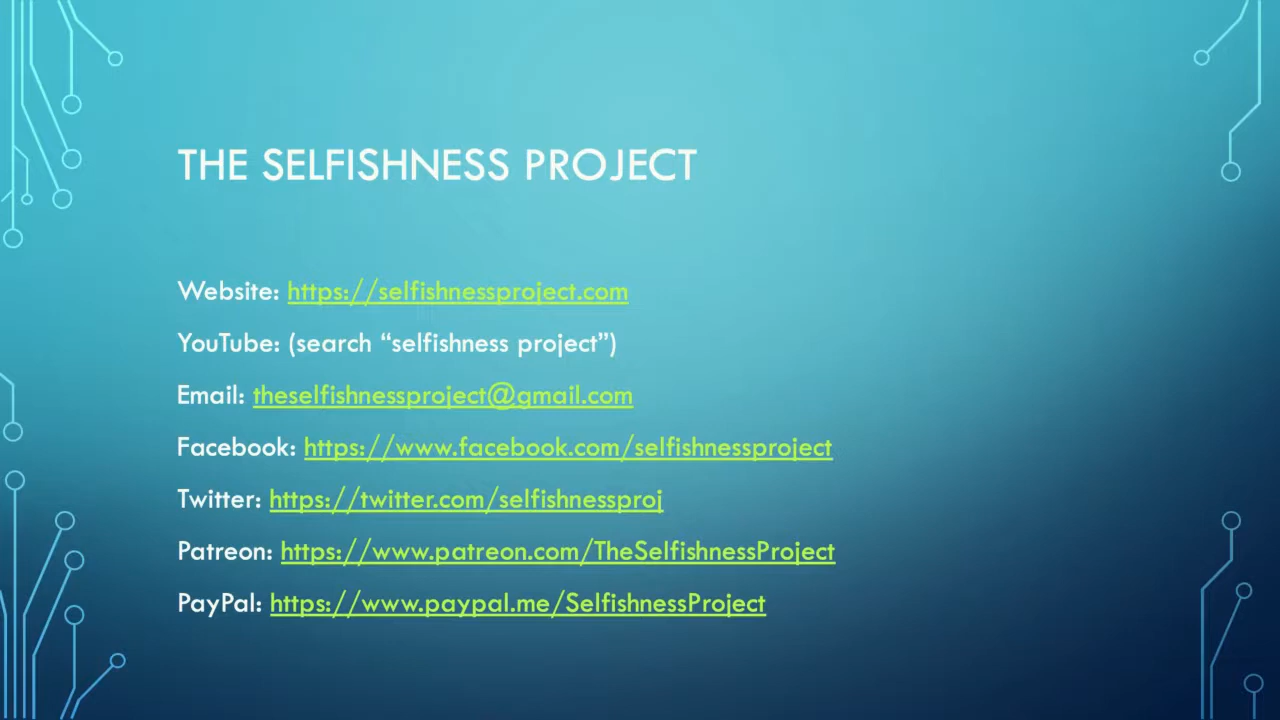 THE SELFISHNESS PROJECT
Website: https://selfishnessproject.com
YouTube: (search “selfishness project”)
Email: theselfishnessproject@gmail.com
Facebook: https://www.facebook.com/selfishnessproject
Twitter: https://twitter.com/selfishnessproj
Patreon: https://www.patreon.com/TheSelfishnessProject
PayPal: https://www.paypal.me/SelfishnessProject